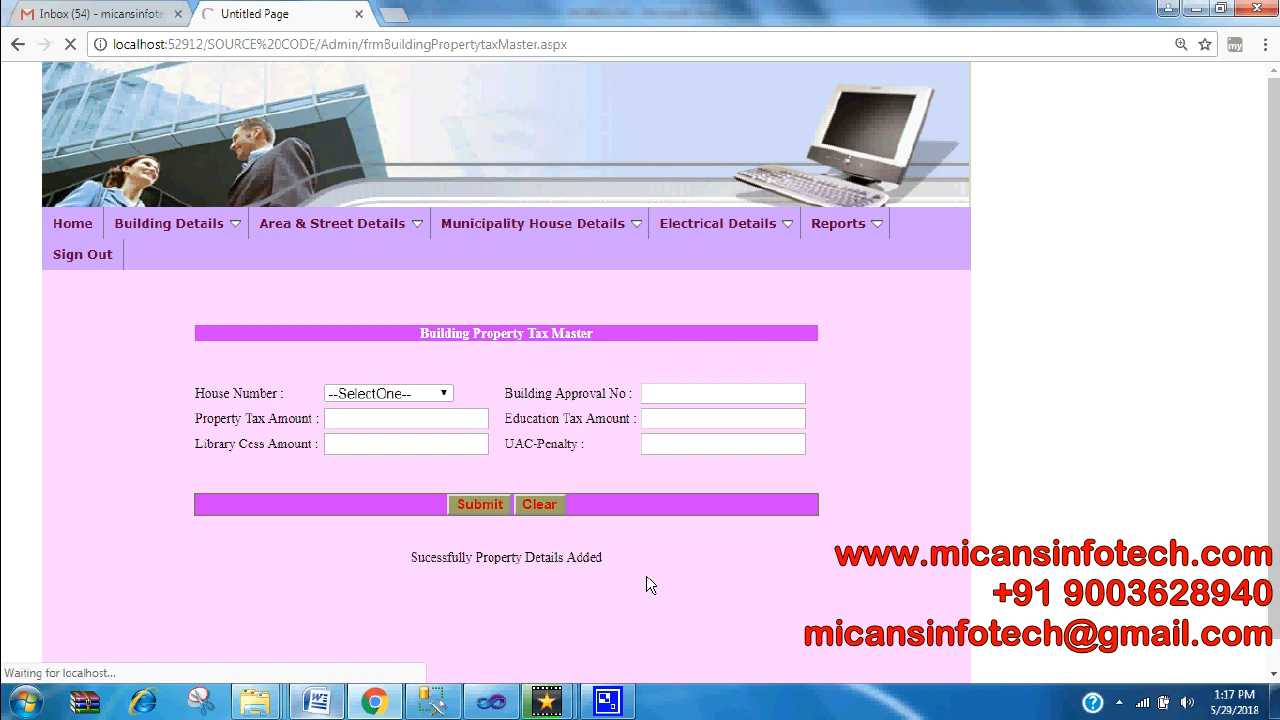 Inbox (54) - micansinfote
Untitled Page
localhost:52912/SOURCE%20CODE/Admin/frmBuildingPropertytaxMaster.aspx
my
Home
Building Details
Area & Street Details
Municipality House Details
Electrical Details
Reports
Sign Out
Building Property Tax Master
House Number :
--SelectOne--
Building Approval No :
Property Tax Amount :
Education Tax Amount :
Library Cess Amount :
UAC-Penalty :
Submit
Clear
Sucessfully Property Details Added
www.micansinfotech.com
+91 9003628940
micansinfotech@gmail.com
Waiting for localhost...
1:17 PM
5/29/2018